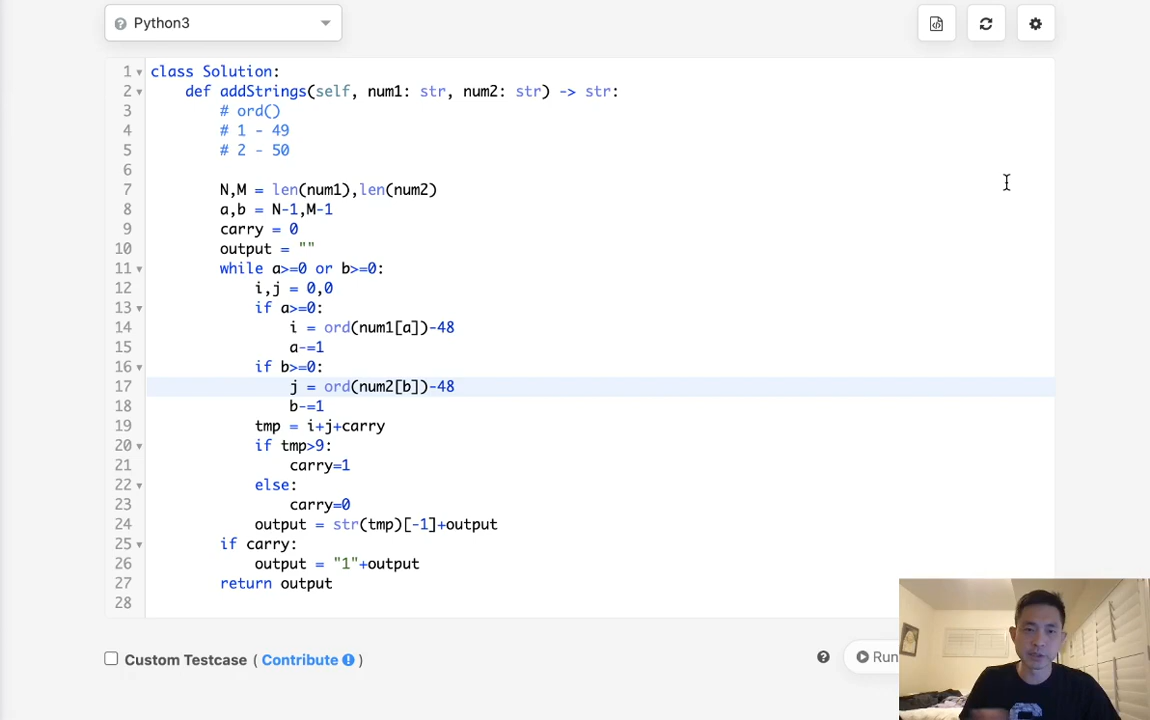 Python3
1 class Solution:
2 def addStrings(self, num1: str, num2: str) -> str:
3 # ord()
4 # 1 - 49
5 # 2 - 50
6
7 N,M = len(num1),len(num2)
8 a,b = N-1,M-1
9 carry = 0
10 output = ""
11 while a>=0 or b>=0:
12 i,j = 0,0
13 if a>=0:
14 i = ord(num1[a])-48
15 a-=1
16 if b>=0:
17 j = ord(num2[b])-48
18 b-=1
19 tmp = i+j+carry
20 if tmp>9:
21 carry=1
22 else:
23 carry=0
24 output = str(tmp)[-1]+output
25 if carry:
26 output = "1"+output
27 return output
28
Custom Testcase ( Contribute )
Run